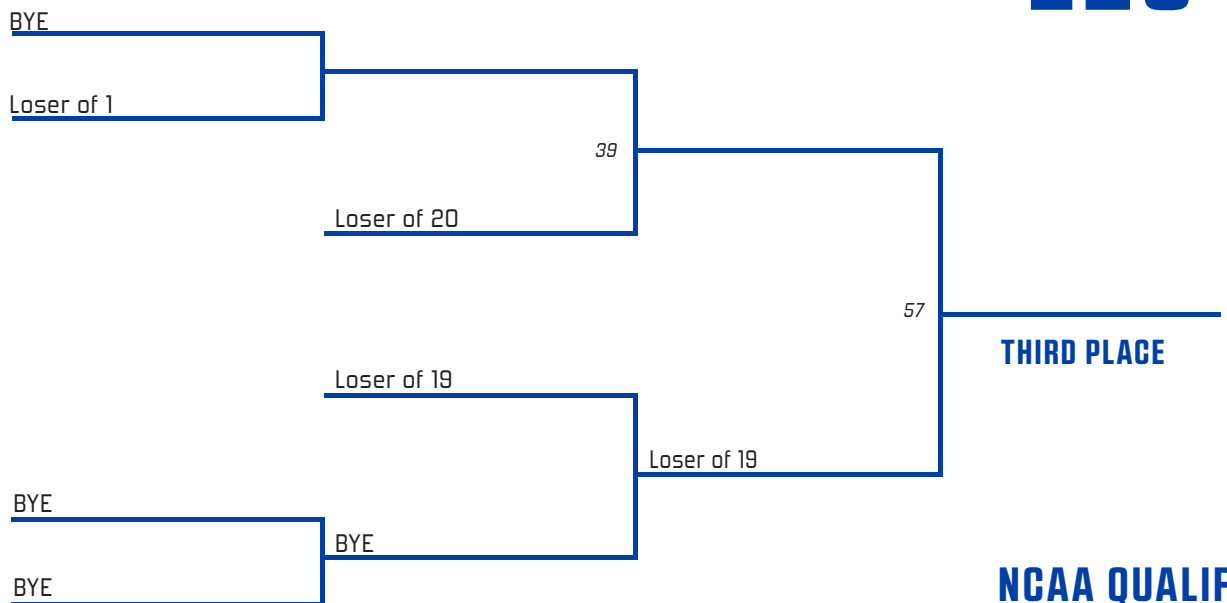 BYE
Loser of 1
39
Loser of 20
57
THIRD PLACE
Loser of 19
Loser of 19
BYE
BYE
BYE
NCAA